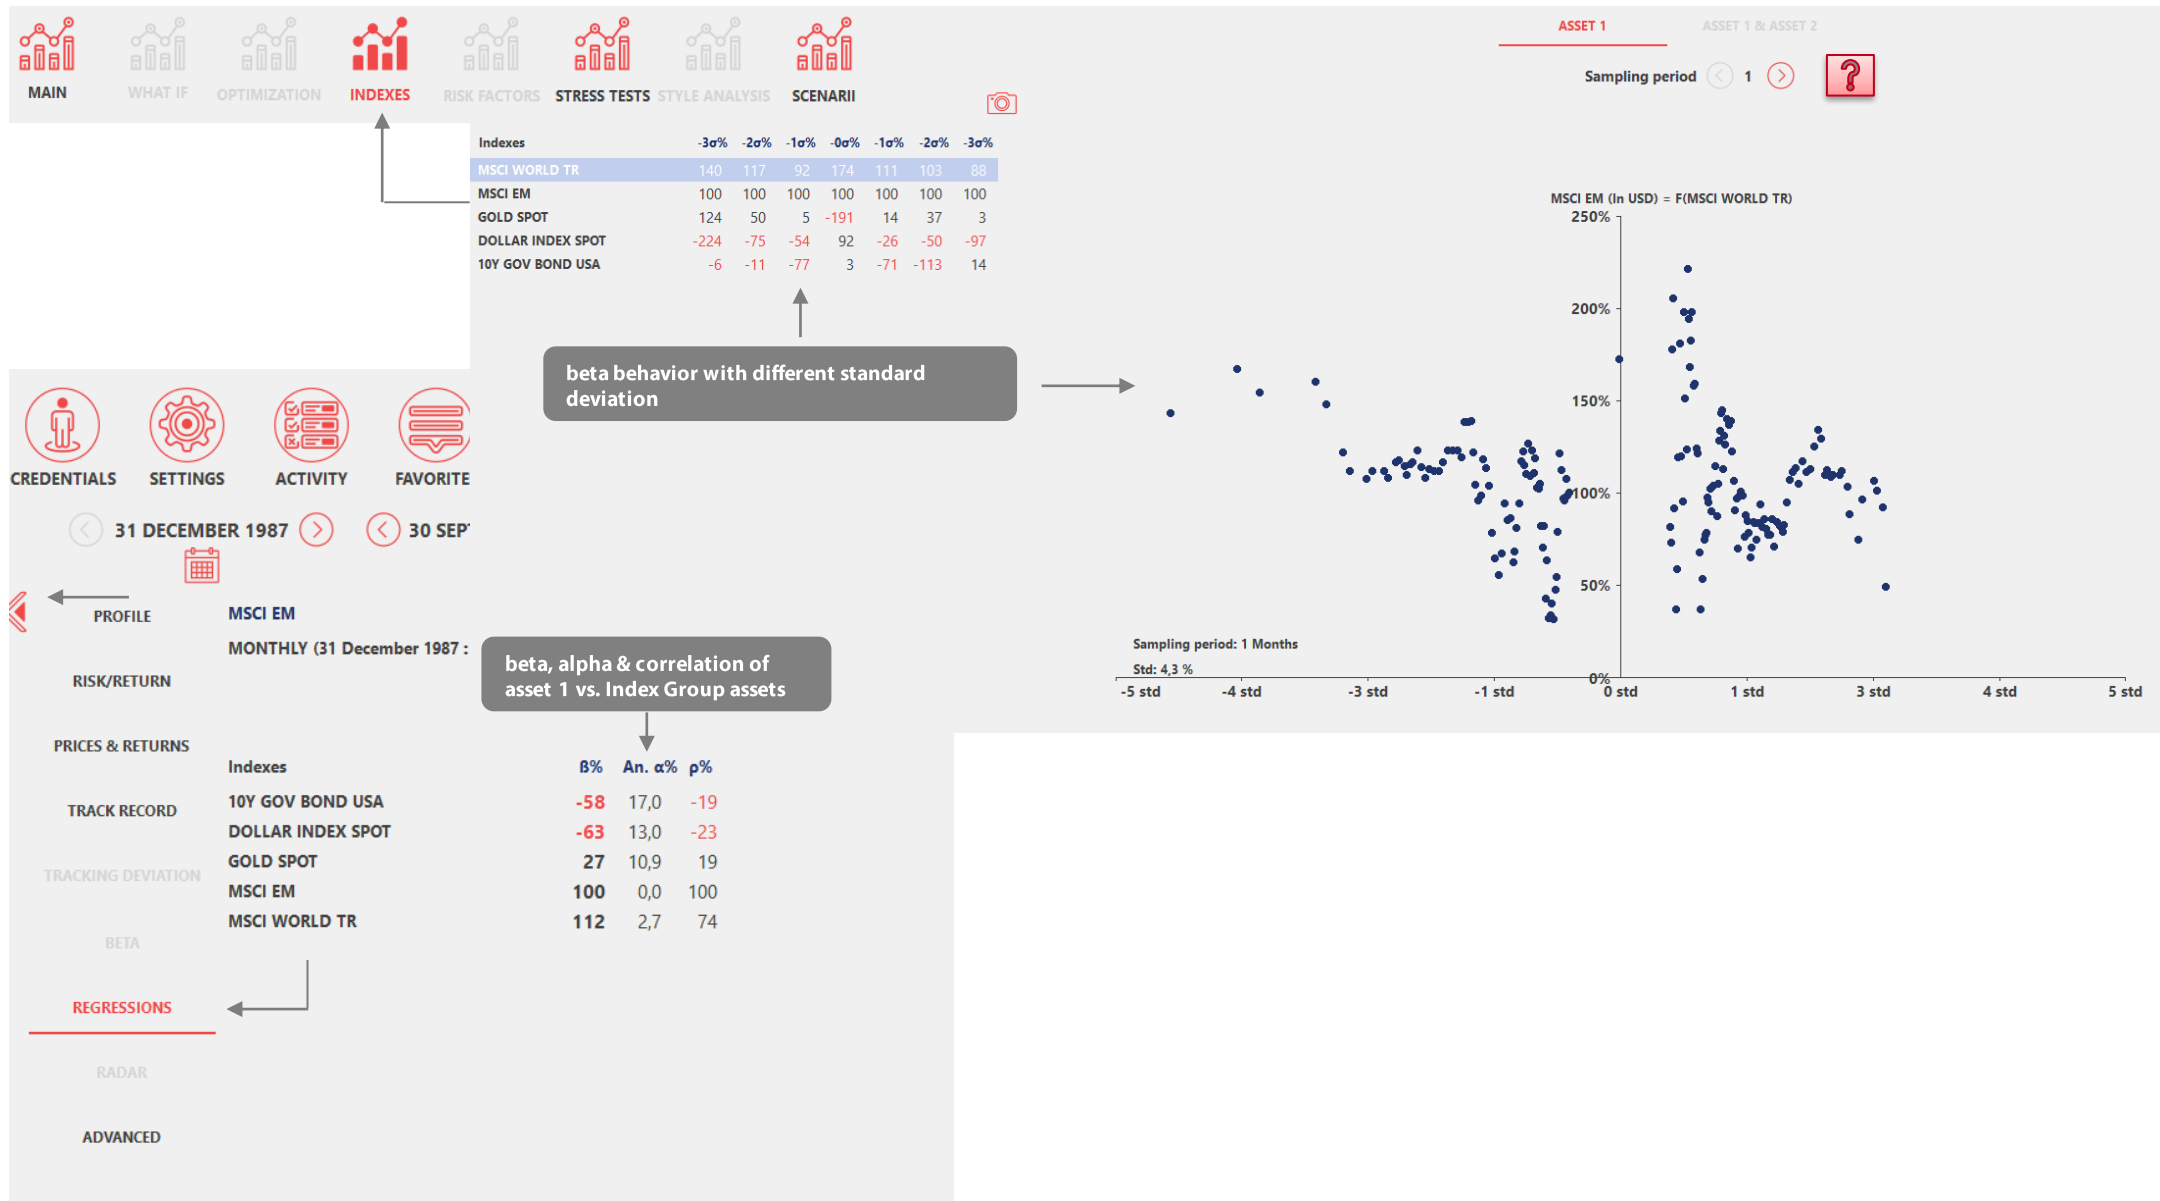 MAIN
WHAT IF
OPTIMIZATION
INDEXES
RISK FACTORS
STRESS TESTS
STYLE ANALYSIS
SCENARII
ASSET 1
ASSET 1 & ASSET 2
Sampling period 1
?
Indexes -3σ% -2σ% -1σ% -0σ% -1σ% -2σ% -3σ%
MSCI WORLD TR 140 117 92 174 111 103 88
MSCI EM 100 100 100 100 100 100 100
GOLD SPOT 124 50 5 -191 14 37 3
DOLLAR INDEX SPOT -224 -75 -54 92 -26 -50 -97
10Y GOV BOND USA -6 -11 -77 3 -71 -113 14
beta behavior with different standard
deviation
MSCI EM (In USD) = F(MSCI WORLD TR)
250%
200%
150%
100%
50%
0%
Sampling period: 1 Months
Std: 4,3 %
-5 std -4 std -3 std -1 std 0 std 1 std 3 std 4 std 5 std
CREDENTIALS
SETTINGS
ACTIVITY
FAVORITE
31 DECEMBER 1987
30 SEP
PROFILE
RISK/RETURN
PRICES & RETURNS
TRACK RECORD
TRACKING DEVIATION
BETA
REGRESSIONS
RADAR
ADVANCED
MSCI EM
MONTHLY (31 December 1987 :
beta, alpha & correlation of
asset 1 vs. Index Group assets
Indexes ß% An. α% ρ%
10Y GOV BOND USA -58 17,0 -19
DOLLAR INDEX SPOT -63 13,0 -23
GOLD SPOT 27 10,9 19
MSCI EM 100 0,0 100
MSCI WORLD TR 112 2,7 74